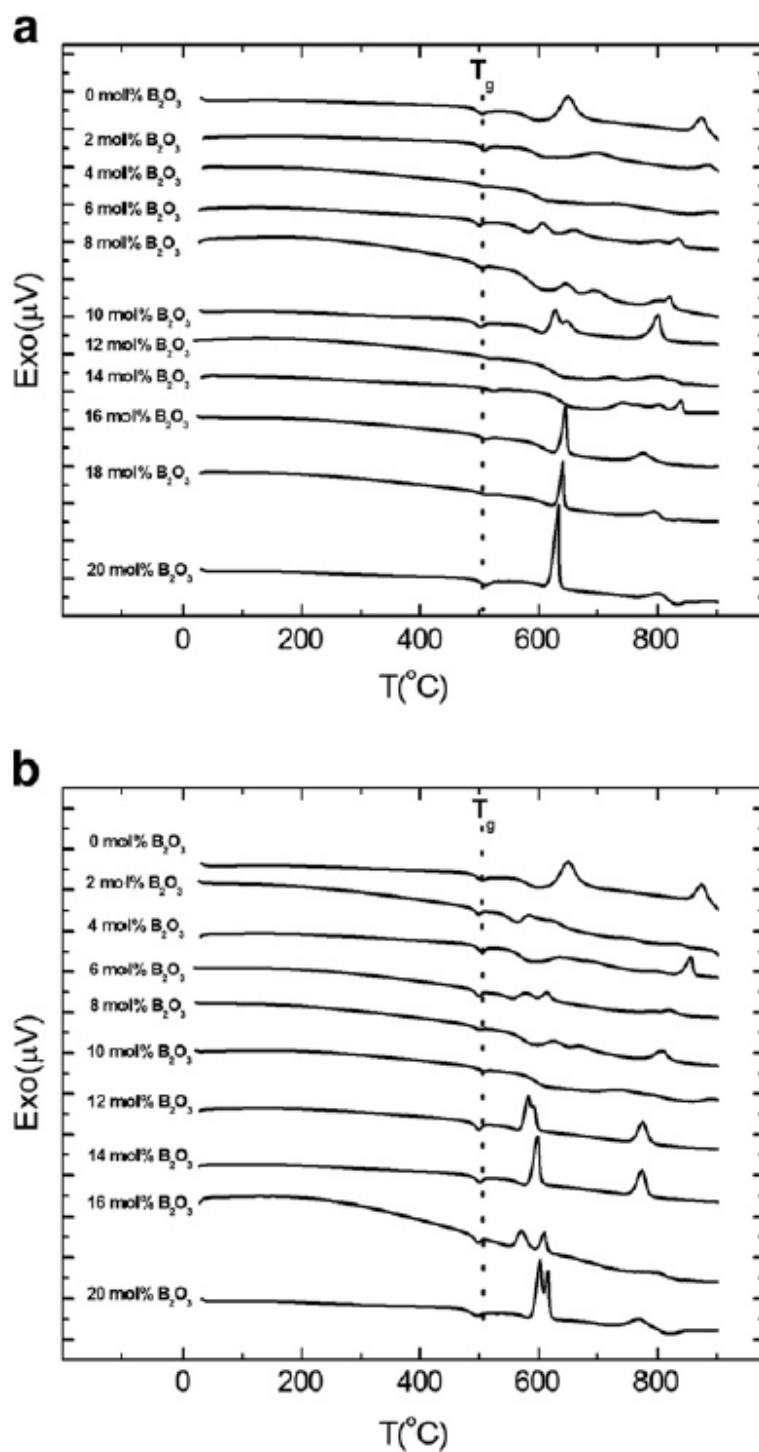 a
T_g
0 mol% B₂O₃
2 mol% B₂O₃
4 mol% B₂O₃
6 mol% B₂O₃
8 mol% B₂O₃
10 mol% B₂O₃
12 mol% B₂O₃
14 mol% B₂O₃
16 mol% B₂O₃
18 mol% B₂O₃
20 mol% B₂O₃
Exo(μV)
0 200 400 600 800
T(°C)
b
T_g
0 mol% B₂O₃
2 mol% B₂O₃
4 mol% B₂O₃
6 mol% B₂O₃
8 mol% B₂O₃
10 mol% B₂O₃
12 mol% B₂O₃
14 mol% B₂O₃
16 mol% B₂O₃
20 mol% B₂O₃
Exo(μV)
0 200 400 600 800
T(°C)